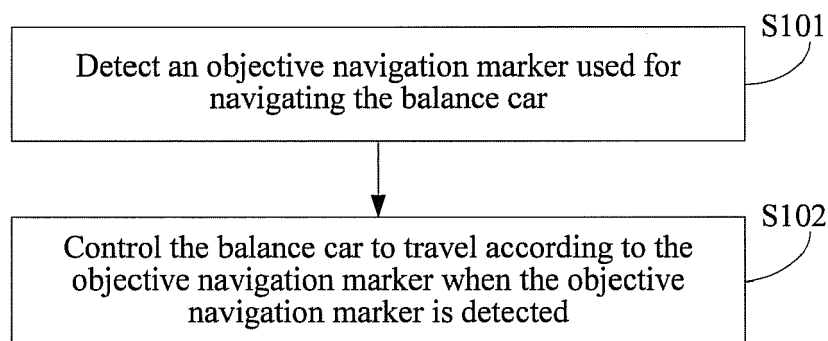 S101
Detect an objective navigation marker used for
navigating the balance car
S102
Control the balance car to travel according to the
objective navigation marker when the objective
navigation marker is detected